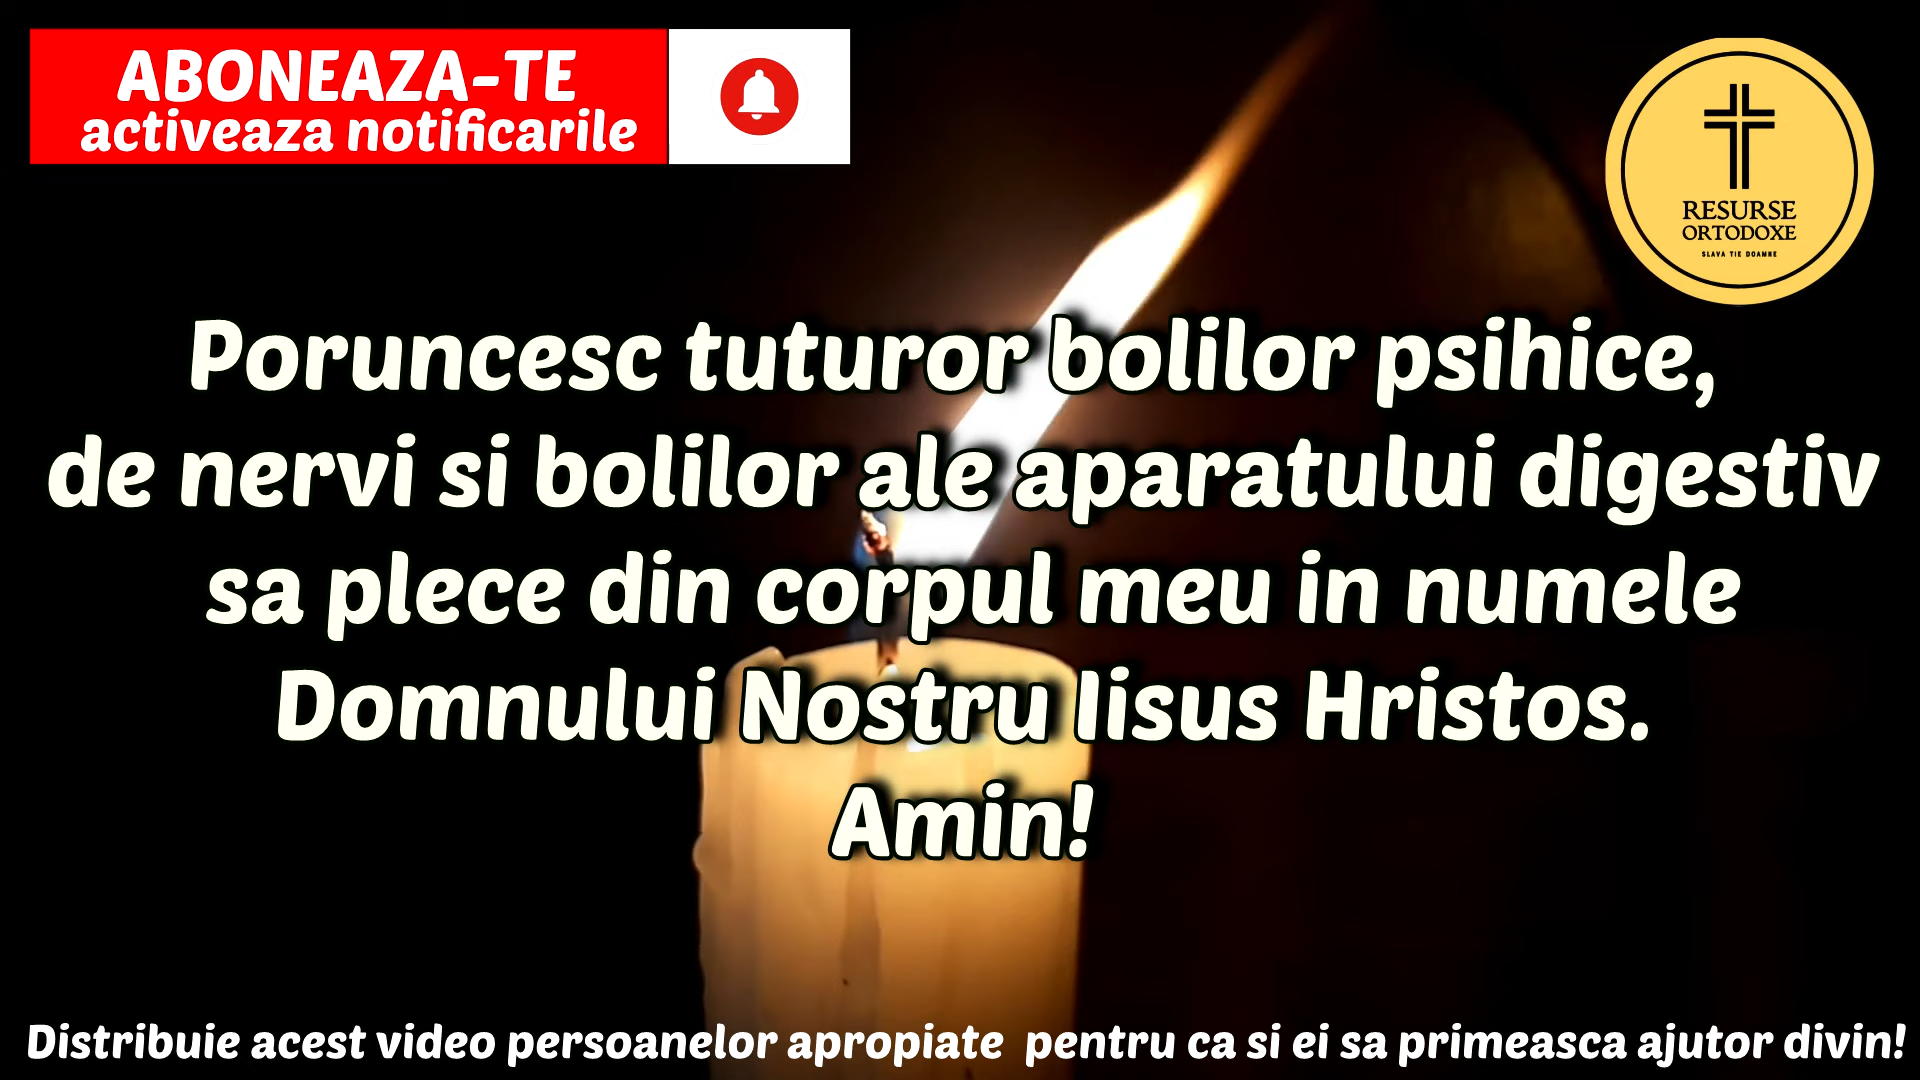 ABONEAZA-TE
activeaza notificarile
RESURSE
ORTODOXE
SLAVA TIE DOAMNE
Poruncesc tuturor bolilor psihice,
de nervi si bolilor ale aparatului digestiv
sa plece din corpul meu in numele
Domnului Nostru Iisus Hristos.
Amin!
Distribuie acest video persoanelor apropiate pentru ca si ei sa primeasca ajutor divin!